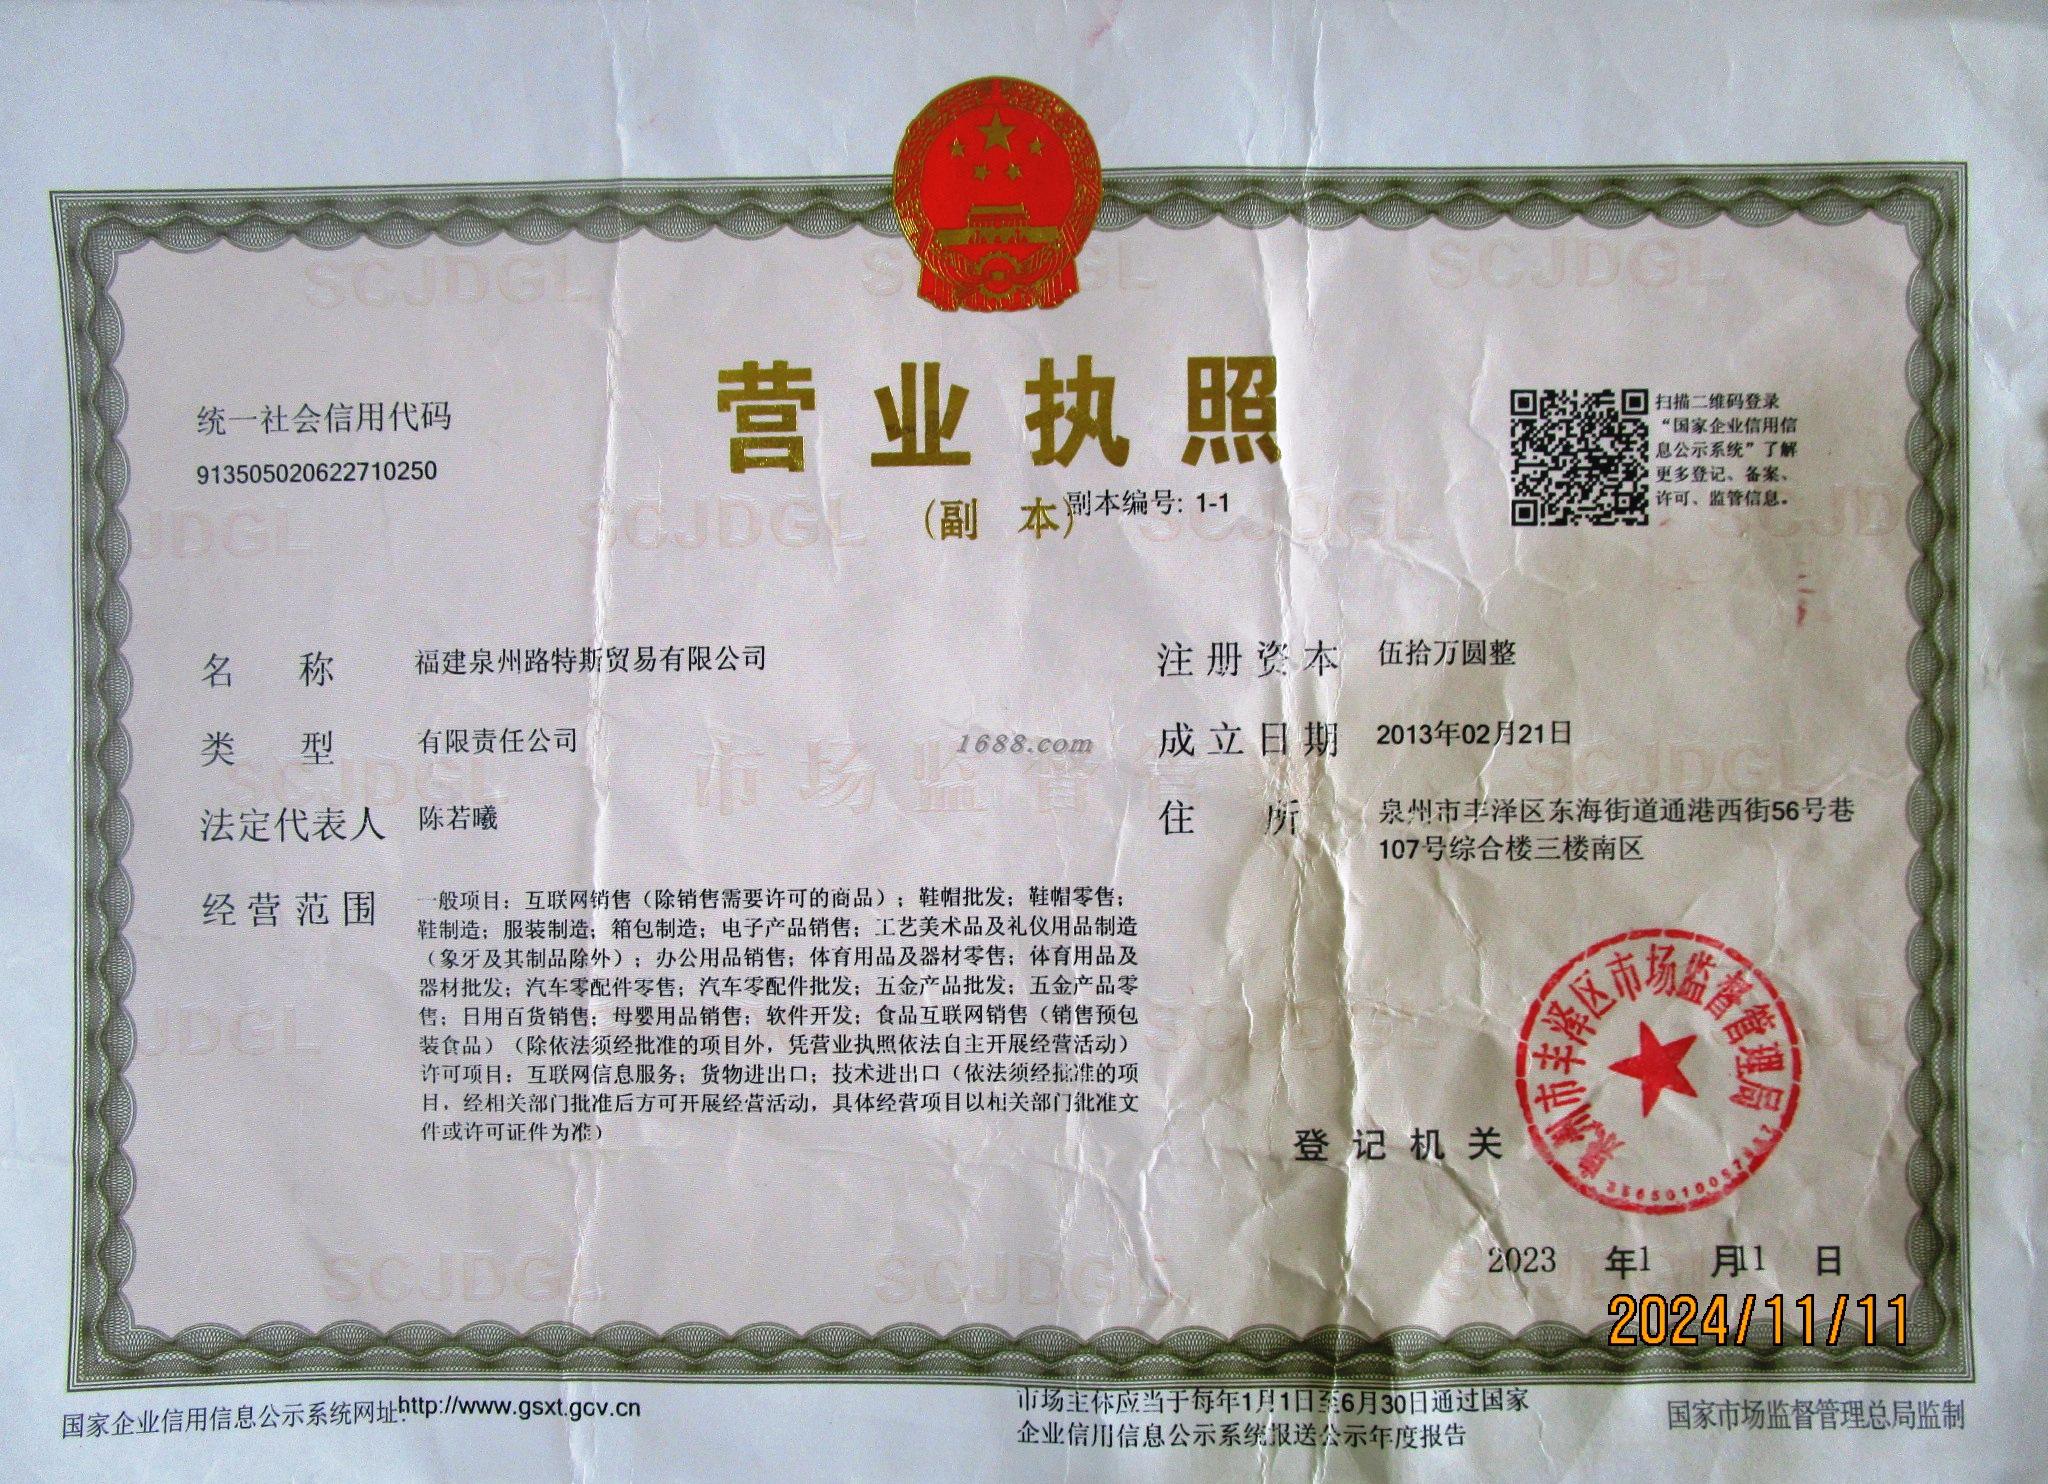 统一社会信用代码
913505020622710250
营业执照
(副 本)
副本编号: 1-1
扫描二维码登录
“国家企业信用信
息公示系统”了解
更多登记、备案、
许可、监管信息。
名 称 福建泉州路特斯贸易有限公司
类 型 有限责任公司
法定代表人 陈若曦
经营范围 一般项目：互联网销售（除销售需要许可的商品）；鞋帽批发；鞋帽零售；
鞋制造；服装制造；箱包制造；电子产品销售；工艺美术品及礼仪用品制造
（象牙及其制品除外）；办公用品销售；体育用品及器材零售；体育用品及
器材批发；汽车零配件零售；汽车零配件批发；五金产品批发；五金产品零
售；日用百货销售；母婴用品销售；软件开发；食品互联网销售（销售预包
装食品）（除依法须经批准的项目外，凭营业执照依法自主开展经营活动）
许可项目：互联网信息服务；货物进出口；技术进出口（依法须经批准的项
目，经相关部门批准后方可开展经营活动，具体经营项目以相关部门批准文
件或许可证件为准）
注册资本 伍拾万圆整
成立日期 2013年02月21日
住 所 泉州市丰泽区东海街道通港西街56号巷
107号综合楼三楼南区
1688.com
市场监督管
SCJDGL
登记机关
泉州市丰泽区市场监督管理局
2023 年1 月11 日
2024/11/11
国家企业信用信息公示系统网址:http://www.gsxt.gov.cn
市场主体应当于每年1月1日至6月30日通过国家
企业信用信息公示系统报送公示年度报告
国家市场监督管理总局监制